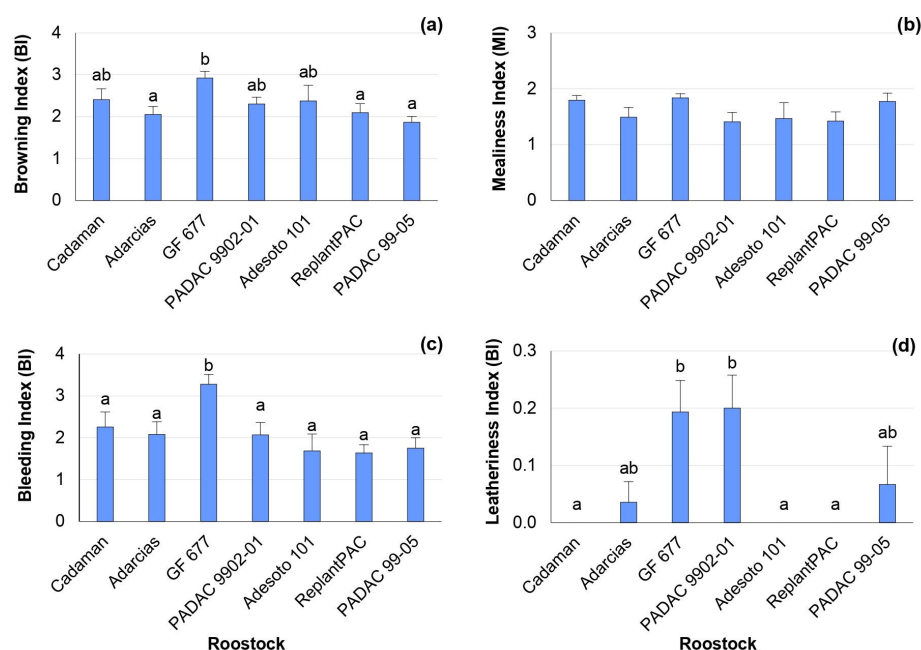 (a)
Browning Index (BI)
4
3
2
1
0
ab
a
b
ab
ab
a
a
Cadaman
Adarcias
GF 677
PADAC 9902-01
Adesoto 101
ReplantPAC
PADAC 99-05
(b)
Mealiness Index (MI)
3
2
1
0
Cadaman
Adarcias
GF 677
PADAC 9902-01
Adesoto 101
ReplantPAC
PADAC 99-05
(c)
Bleeding Index (BI)
4
3
2
1
0
a
a
b
a
a
a
a
Cadaman
Adarcias
GF 677
PADAC 9902-01
Adesoto 101
ReplantPAC
PADAC 99-05
Roostock
(d)
Leatheriness Index (BI)
0.3
0.2
0.1
0.0
a
ab
b
b
a
a
ab
Cadaman
Adarcias
GF 677
PADAC 9902-01
Adesoto 101
ReplantPAC
PADAC 99-05
Roostock